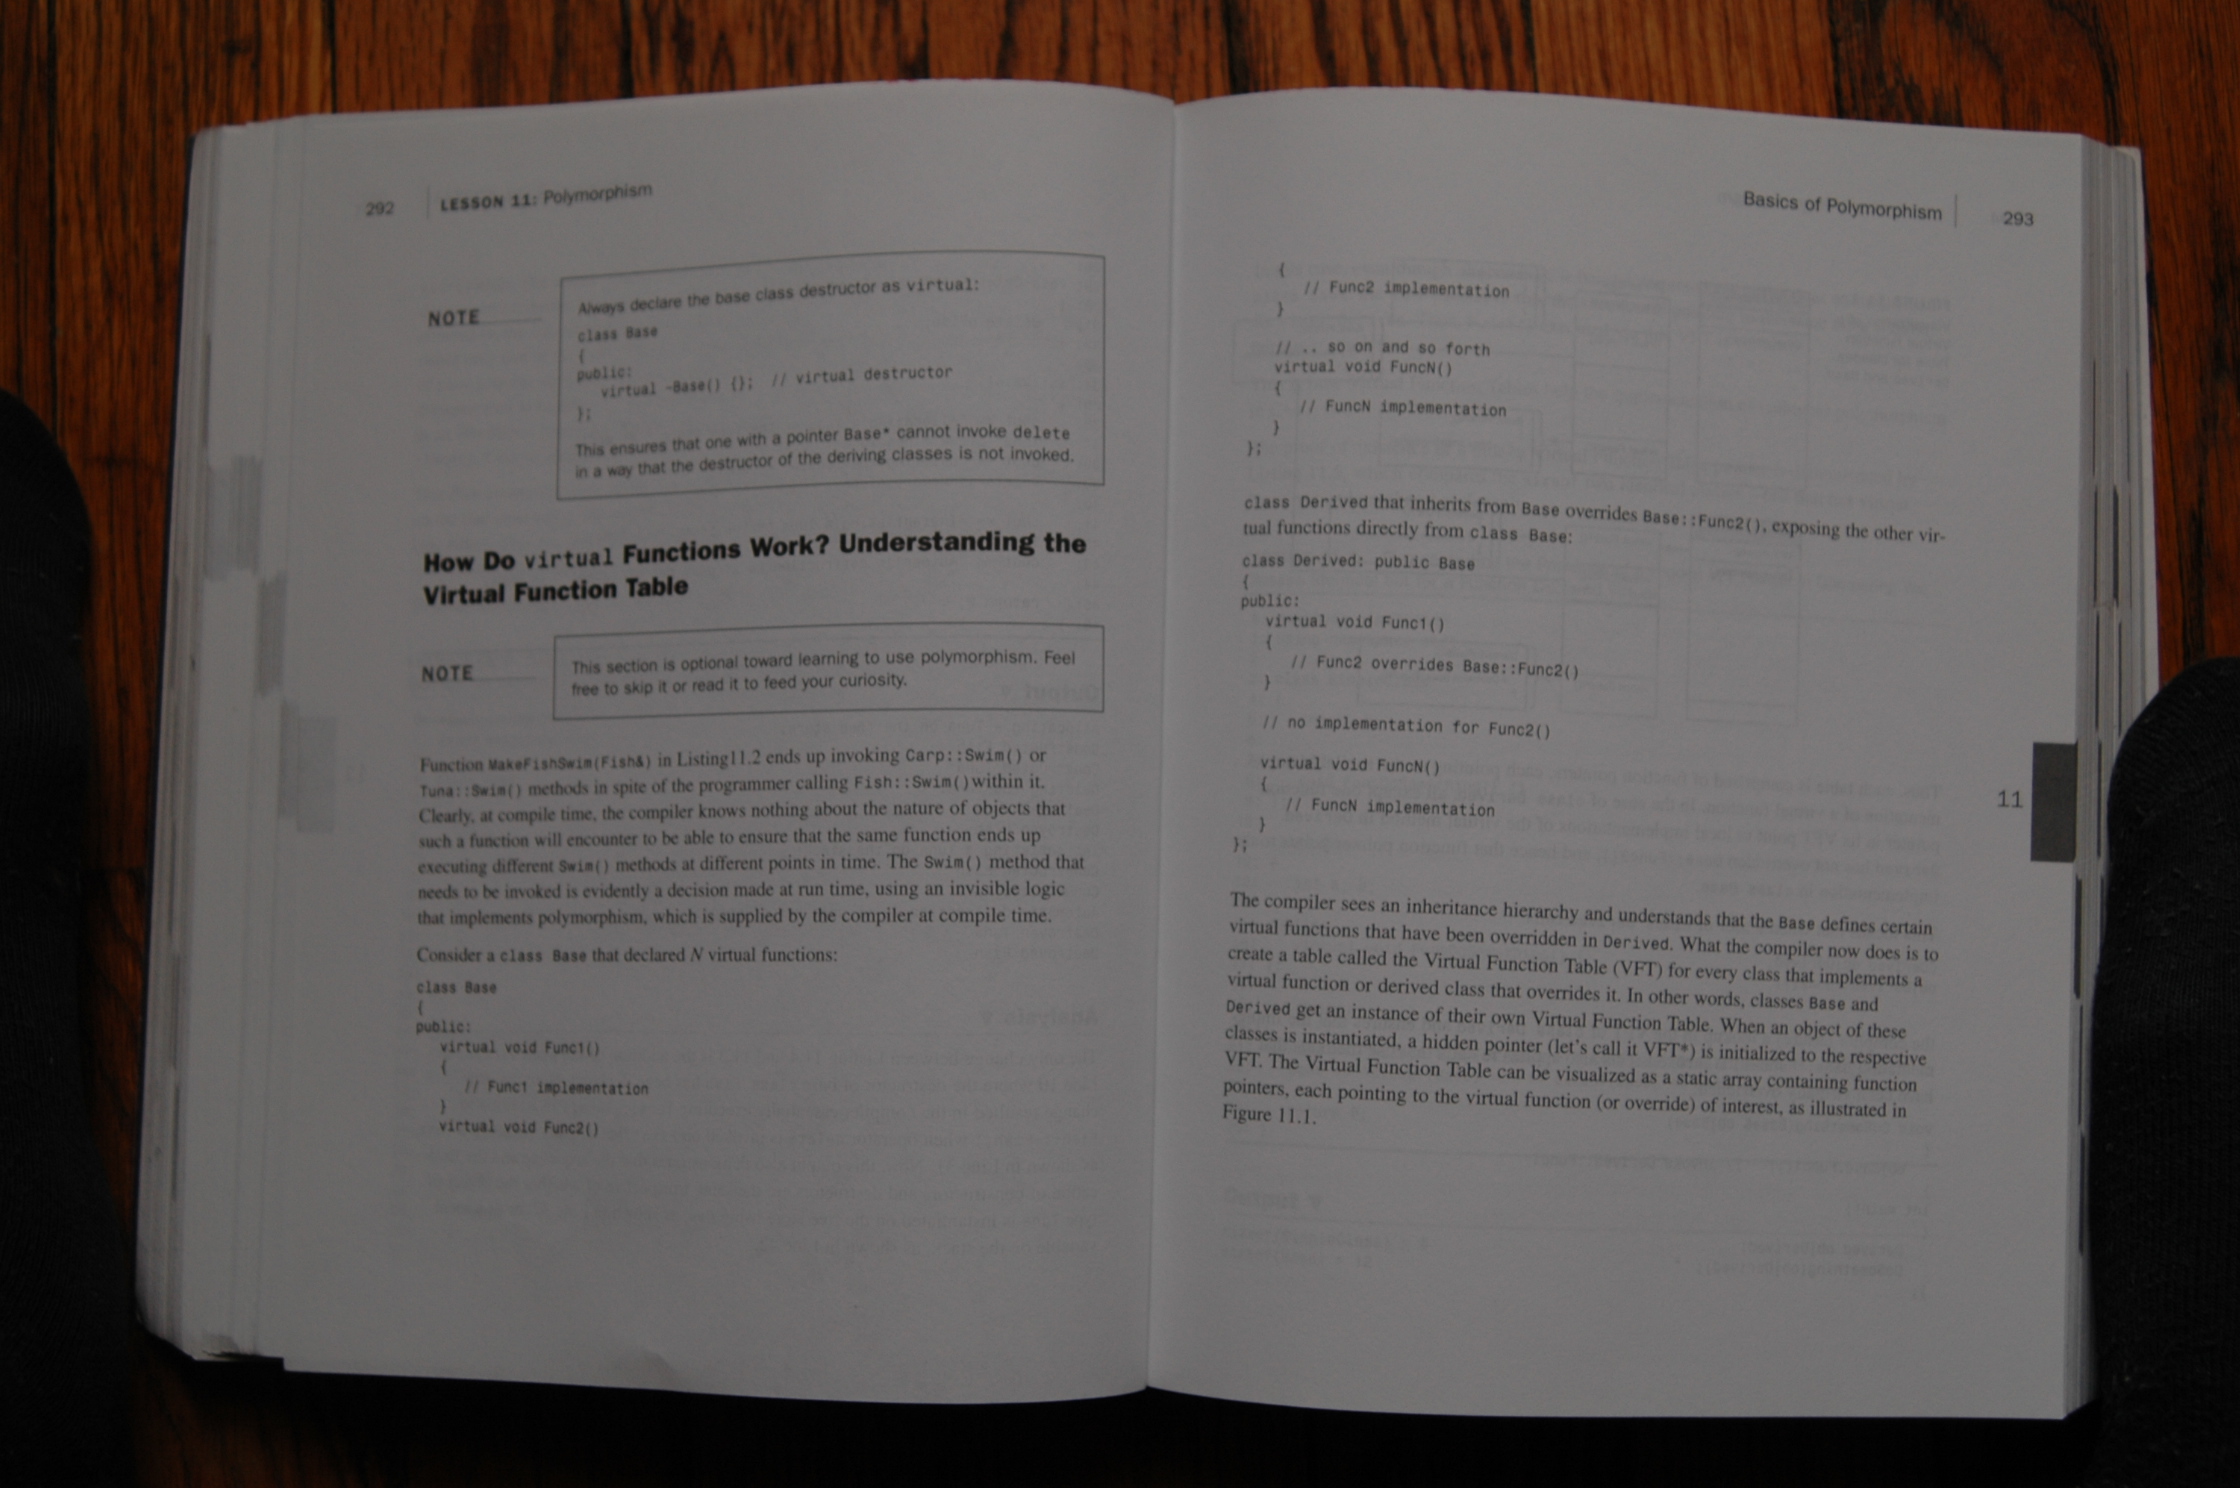 292 LESSON 11: Polymorphism
NOTE
Always declare the base class destructor as virtual:
class Base
{
public:
virtual ~Base() {}; // virtual destructor
};
This ensures that one with a pointer Base* cannot invoke delete
in a way that the destructor of the deriving classes is not invoked.
How Do virtual Functions Work? Understanding the
Virtual Function Table
NOTE
This section is optional toward learning to use polymorphism. Feel
free to skip it or read it to feed your curiosity.
Function MakeFishSwim(Fish&) in Listing11.2 ends up invoking Carp::Swim() or
Tuna::Swim() methods in spite of the programmer calling Fish::Swim()within it.
Clearly, at compile time, the compiler knows nothing about the nature of objects that
such a function will encounter to be able to ensure that the same function ends up
executing different Swim() methods at different points in time. The Swim() method that
needs to be invoked is evidently a decision made at run time, using an invisible logic
that implements polymorphism, which is supplied by the compiler at compile time.
Consider a class Base that declared N virtual functions:
class Base
{
public:
virtual void Func1()
{
// Func1 implementation
}
virtual void Func2()
Basics of Polymorphism 293
{
// Func2 implementation
}
// .. so on and so forth
virtual void FuncN()
{
// FuncN implementation
}
};
class Derived that inherits from Base overrides Base::Func2(), exposing the other vir-
tual functions directly from class Base:
class Derived: public Base
{
public:
virtual void Func1()
{
// Func2 overrides Base::Func2()
}
// no implementation for Func2()
virtual void FuncN()
{
// FuncN implementation
}
};
11
The compiler sees an inheritance hierarchy and understands that the Base defines certain
virtual functions that have been overridden in Derived. What the compiler now does is to
create a table called the Virtual Function Table (VFT) for every class that implements a
virtual function or derived class that overrides it. In other words, classes Base and
Derived get an instance of their own Virtual Function Table. When an object of these
classes is instantiated, a hidden pointer (let's call it VFT*) is initialized to the respective
VFT. The Virtual Function Table can be visualized as a static array containing function
pointers, each pointing to the virtual function (or override) of interest, as illustrated in
Figure 11.1.